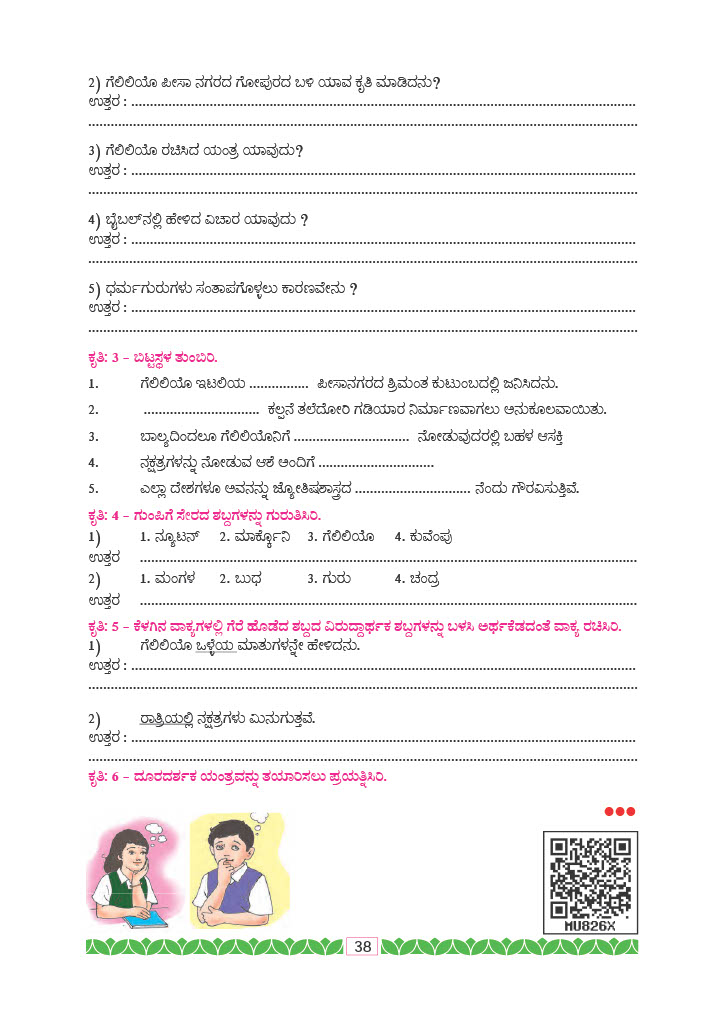 2) ಗೆಲಿಲಿಯೊ ಪೀಸಾ ನಗರದ ಗೋಪುರದ ಬಳಿ ಯಾವ ಕೃತಿ ಮಾಡಿದನು?
ಉತ್ತರ : ........................................................................................................................................
....................................................................................................................................................
3) ಗೆಲಿಲಿಯೊ ರಚಿಸಿದ ಯಂತ್ರ ಯಾವುದು?
ಉತ್ತರ : ........................................................................................................................................
....................................................................................................................................................
4) ಬೈಬಲ್‌ನಲ್ಲಿ ಹೇಳಿದ ವಿಚಾರ ಯಾವುದು ?
ಉತ್ತರ : ........................................................................................................................................
....................................................................................................................................................
5) ಧರ್ಮಗುರುಗಳು ಸಂತಾಪಗೊಳ್ಳಲು ಕಾರಣವೇನು ?
ಉತ್ತರ : ........................................................................................................................................
....................................................................................................................................................
ಕೃತಿ: 3 – ಬಿಟ್ಟಸ್ಥಳ ತುಂಬಿರಿ.
1. ಗೆಲಿಲಿಯೊ ಇಟಲಿಯ ................ ಪೀಸಾನಗರದ ಶ್ರಿಮಂತ ಕುಟುಂಬದಲ್ಲಿ ಜನಿಸಿದನು.
2. ............................... ಕಲ್ಪನೆ ತಲೆದೋರಿ ಗಡಿಯಾರ ನಿರ್ಮಾಣವಾಗಲು ಅನುಕೂಲವಾಯಿತು.
3. ಬಾಲ್ಯದಿಂದಲೂ ಗೆಲಿಲಿಯೊನಿಗೆ ............................... ನೋಡುವುದರಲ್ಲಿ ಬಹಳ ಆಸಕ್ತಿ
4. ನಕ್ಷತ್ರಗಳನ್ನು ನೋಡುವ ಆಶೆ ಅಂದಿಗೆ ...............................
5. ಎಲ್ಲಾ ದೇಶಗಳೂ ಅವನನ್ನು ಜ್ಯೋತಿಷಶಾಸ್ತ್ರದ ............................... ನೆಂದು ಗೌರವಿಸುತ್ತಿವೆ.
ಕೃತಿ: 4 – ಗುಂಪಿಗೆ ಸೇರದ ಶಬ್ದಗಳನ್ನು ಗುರುತಿಸಿರಿ.
1) 1. ನ್ಯೂಟನ್ 2. ಮಾರ್ಕ್ಕೊನಿ 3. ಗೆಲಿಲಿಯೊ 4. ಕುವೆಂಪು
ಉತ್ತರ ......................................................................................................................................
2) 1. ಮಂಗಳ 2. ಬುಧ 3. ಗುರು 4. ಚಂದ್ರ
ಉತ್ತರ ......................................................................................................................................
ಕೃತಿ: 5 – ಕೆಳಗಿನ ವಾಕ್ಯಗಳಲ್ಲಿ ಗೆರೆ ಹೊಡೆದ ಶಬ್ದದ ವಿರುದ್ದಾರ್ಥಕ ಶಬ್ದಗಳನ್ನು ಬಳಸಿ ಅರ್ಥಕೆಡದಂತೆ ವಾಕ್ಯ ರಚಿಸಿರಿ.
1) ಗೆಲಿಲಿಯೊ ಒಳ್ಳೆಯ ಮಾತುಗಳನ್ನೇ ಹೇಳಿದನು.
ಉತ್ತರ : ........................................................................................................................................
....................................................................................................................................................
2) ರಾತ್ರಿಯಲ್ಲಿ ನಕ್ಷತ್ರಗಳು ಮಿನುಗುತ್ತವೆ.
ಉತ್ತರ : ........................................................................................................................................
....................................................................................................................................................
ಕೃತಿ: 6 – ದೂರದರ್ಶಕ ಯಂತ್ರವನ್ನು ತಯಾರಿಸಲು ಪ್ರಯತ್ನಿಸಿರಿ.
MU826X
38